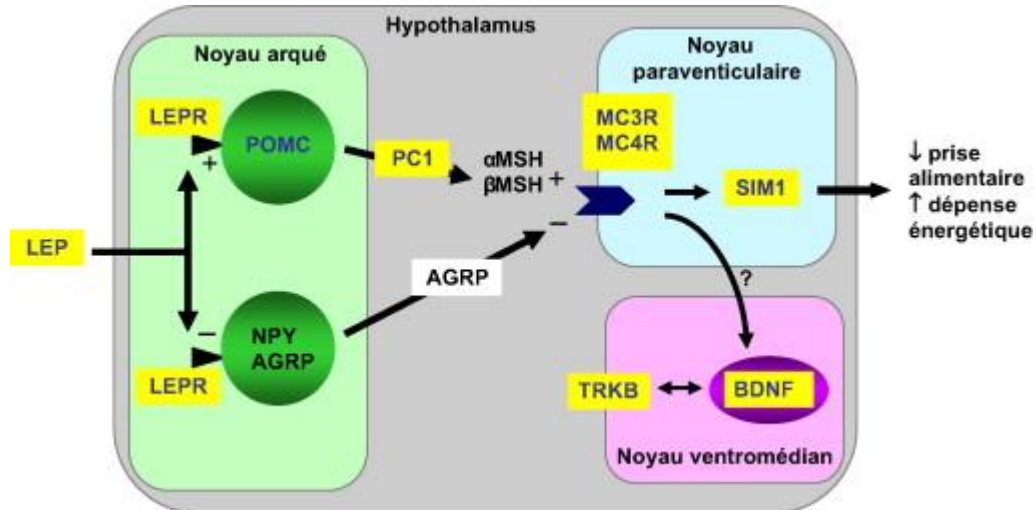 Hypothalamus
Noyau arqué
LEPR
POMC
+
PC1
αMSH
βMSH
+
LEP
−
NPY
AGRP
LEPR
AGRP
−
Noyau
paraventiculaire
MC3R
MC4R
SIM1
↓ prise
alimentaire
↑ dépense
énergétique
?
TRKB
BDNF
Noyau ventromédian